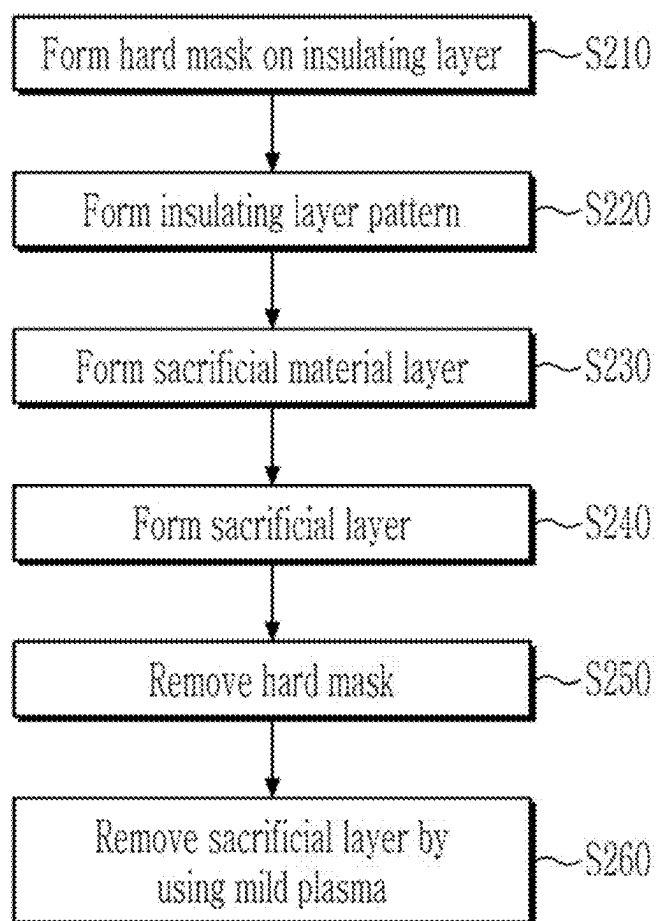 Form hard mask on insulating layer S210
Form insulating layer pattern S220
Form sacrificial material layer S230
Form sacrificial layer S240
Remove hard mask S250
Remove sacrificial layer by
using mild plasma S260